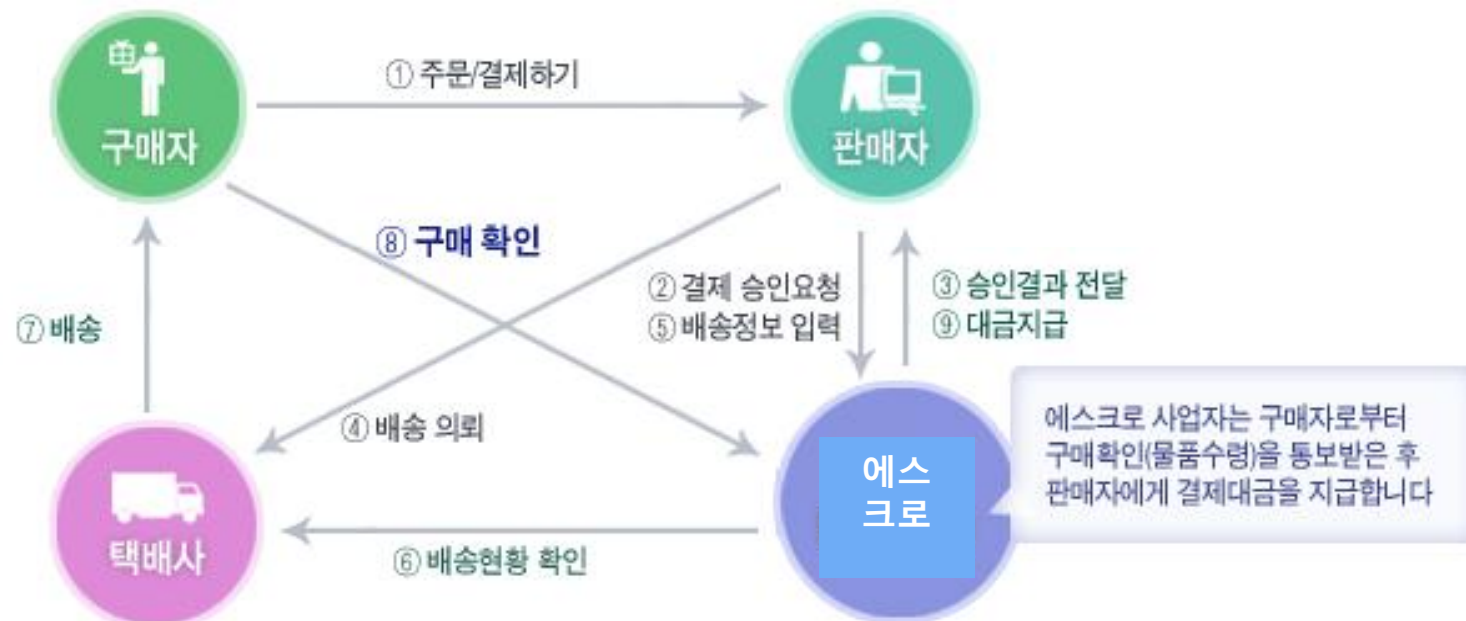 ① 주문/결제하기
구매자
판매자
⑧ 구매 확인
② 결제 승인요청
⑤ 배송정보 입력
③ 승인결과 전달
⑨ 대금지급
⑦ 배송
④ 배송 의뢰
에스크로 사업자는 구매자로부터
구매확인(물품수령)을 통보받은 후
판매자에게 결제대금을 지급합니다
에스
크로
택배사
⑥ 배송현황 확인